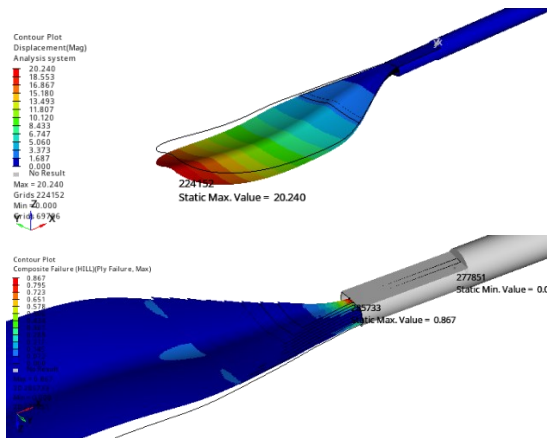 Contour Plot
Displacement(Mag)
Analysis system
20.240
18.553
16.867
15.180
13.493
11.807
10.120
8.433
6.747
5.060
3.373
1.687
0.000
No Result
Max = 20.240
Grids 224152
Min = 0.000
Grids 69796
Z
Y
X
224152
Static Max. Value = 20.240
Contour Plot
Composite Failure (HILL)(Ply Failure, Max)
0.867
0.795
0.723
0.651
0.578
277851
Static Min. Value = 0.0
Static Max. Value = 0.867